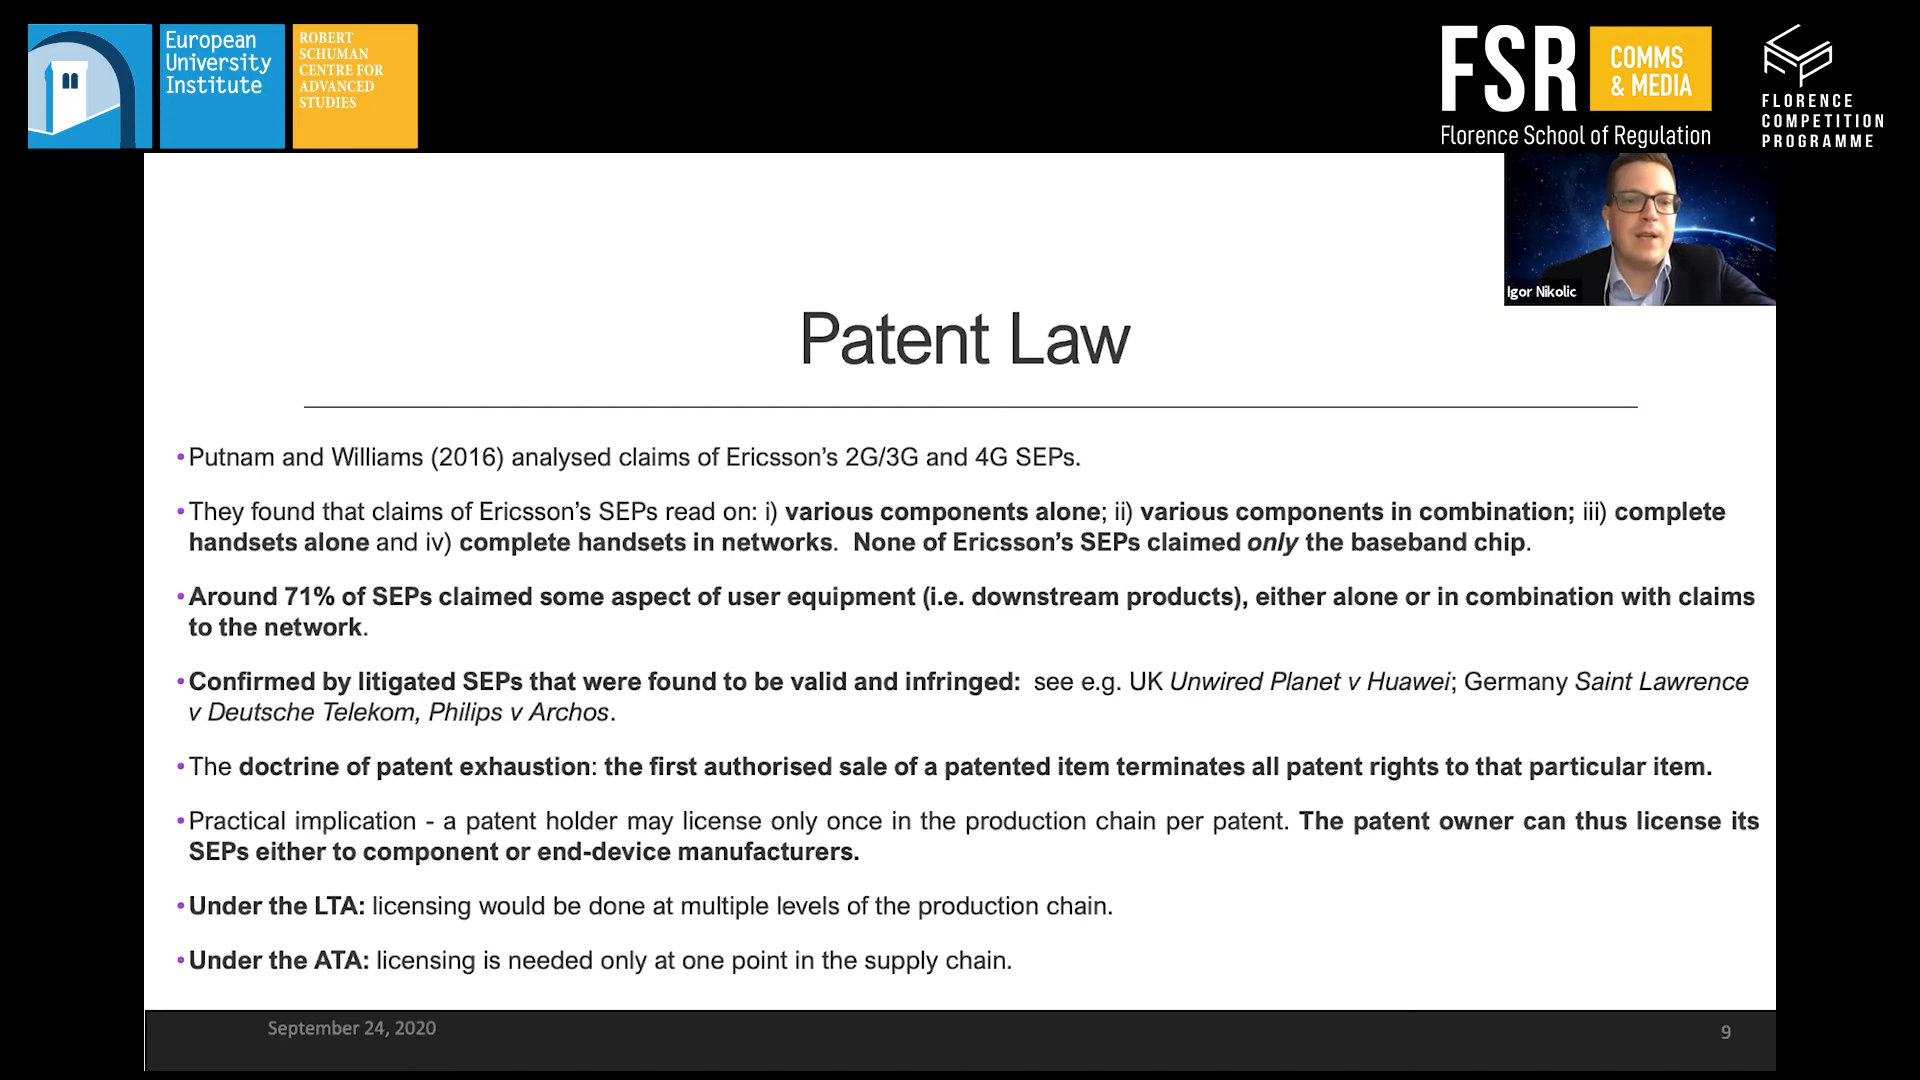 European
University
Institute
ROBERT
SCHUMAN
CENTRE FOR
ADVANCED
STUDIES
FSR
COMMS
& MEDIA
Florence School of Regulation
FLORENCE
COMPETITION
PROGRAMME
Igor Nikolic
Patent Law
•Putnam and Williams (2016) analysed claims of Ericsson’s 2G/3G and 4G SEPs.
•They found that claims of Ericsson’s SEPs read on: i) various components alone; ii) various components in combination; iii) complete
handsets alone and iv) complete handsets in networks. None of Ericsson’s SEPs claimed only the baseband chip.
•Around 71% of SEPs claimed some aspect of user equipment (i.e. downstream products), either alone or in combination with claims
to the network.
•Confirmed by litigated SEPs that were found to be valid and infringed: see e.g. UK Unwired Planet v Huawei; Germany Saint Lawrence
v Deutsche Telekom, Philips v Archos.
•The doctrine of patent exhaustion: the first authorised sale of a patented item terminates all patent rights to that particular item.
•Practical implication - a patent holder may license only once in the production chain per patent. The patent owner can thus license its
SEPs either to component or end-device manufacturers.
•Under the LTA: licensing would be done at multiple levels of the production chain.
•Under the ATA: licensing is needed only at one point in the supply chain.
September 24, 2020
9